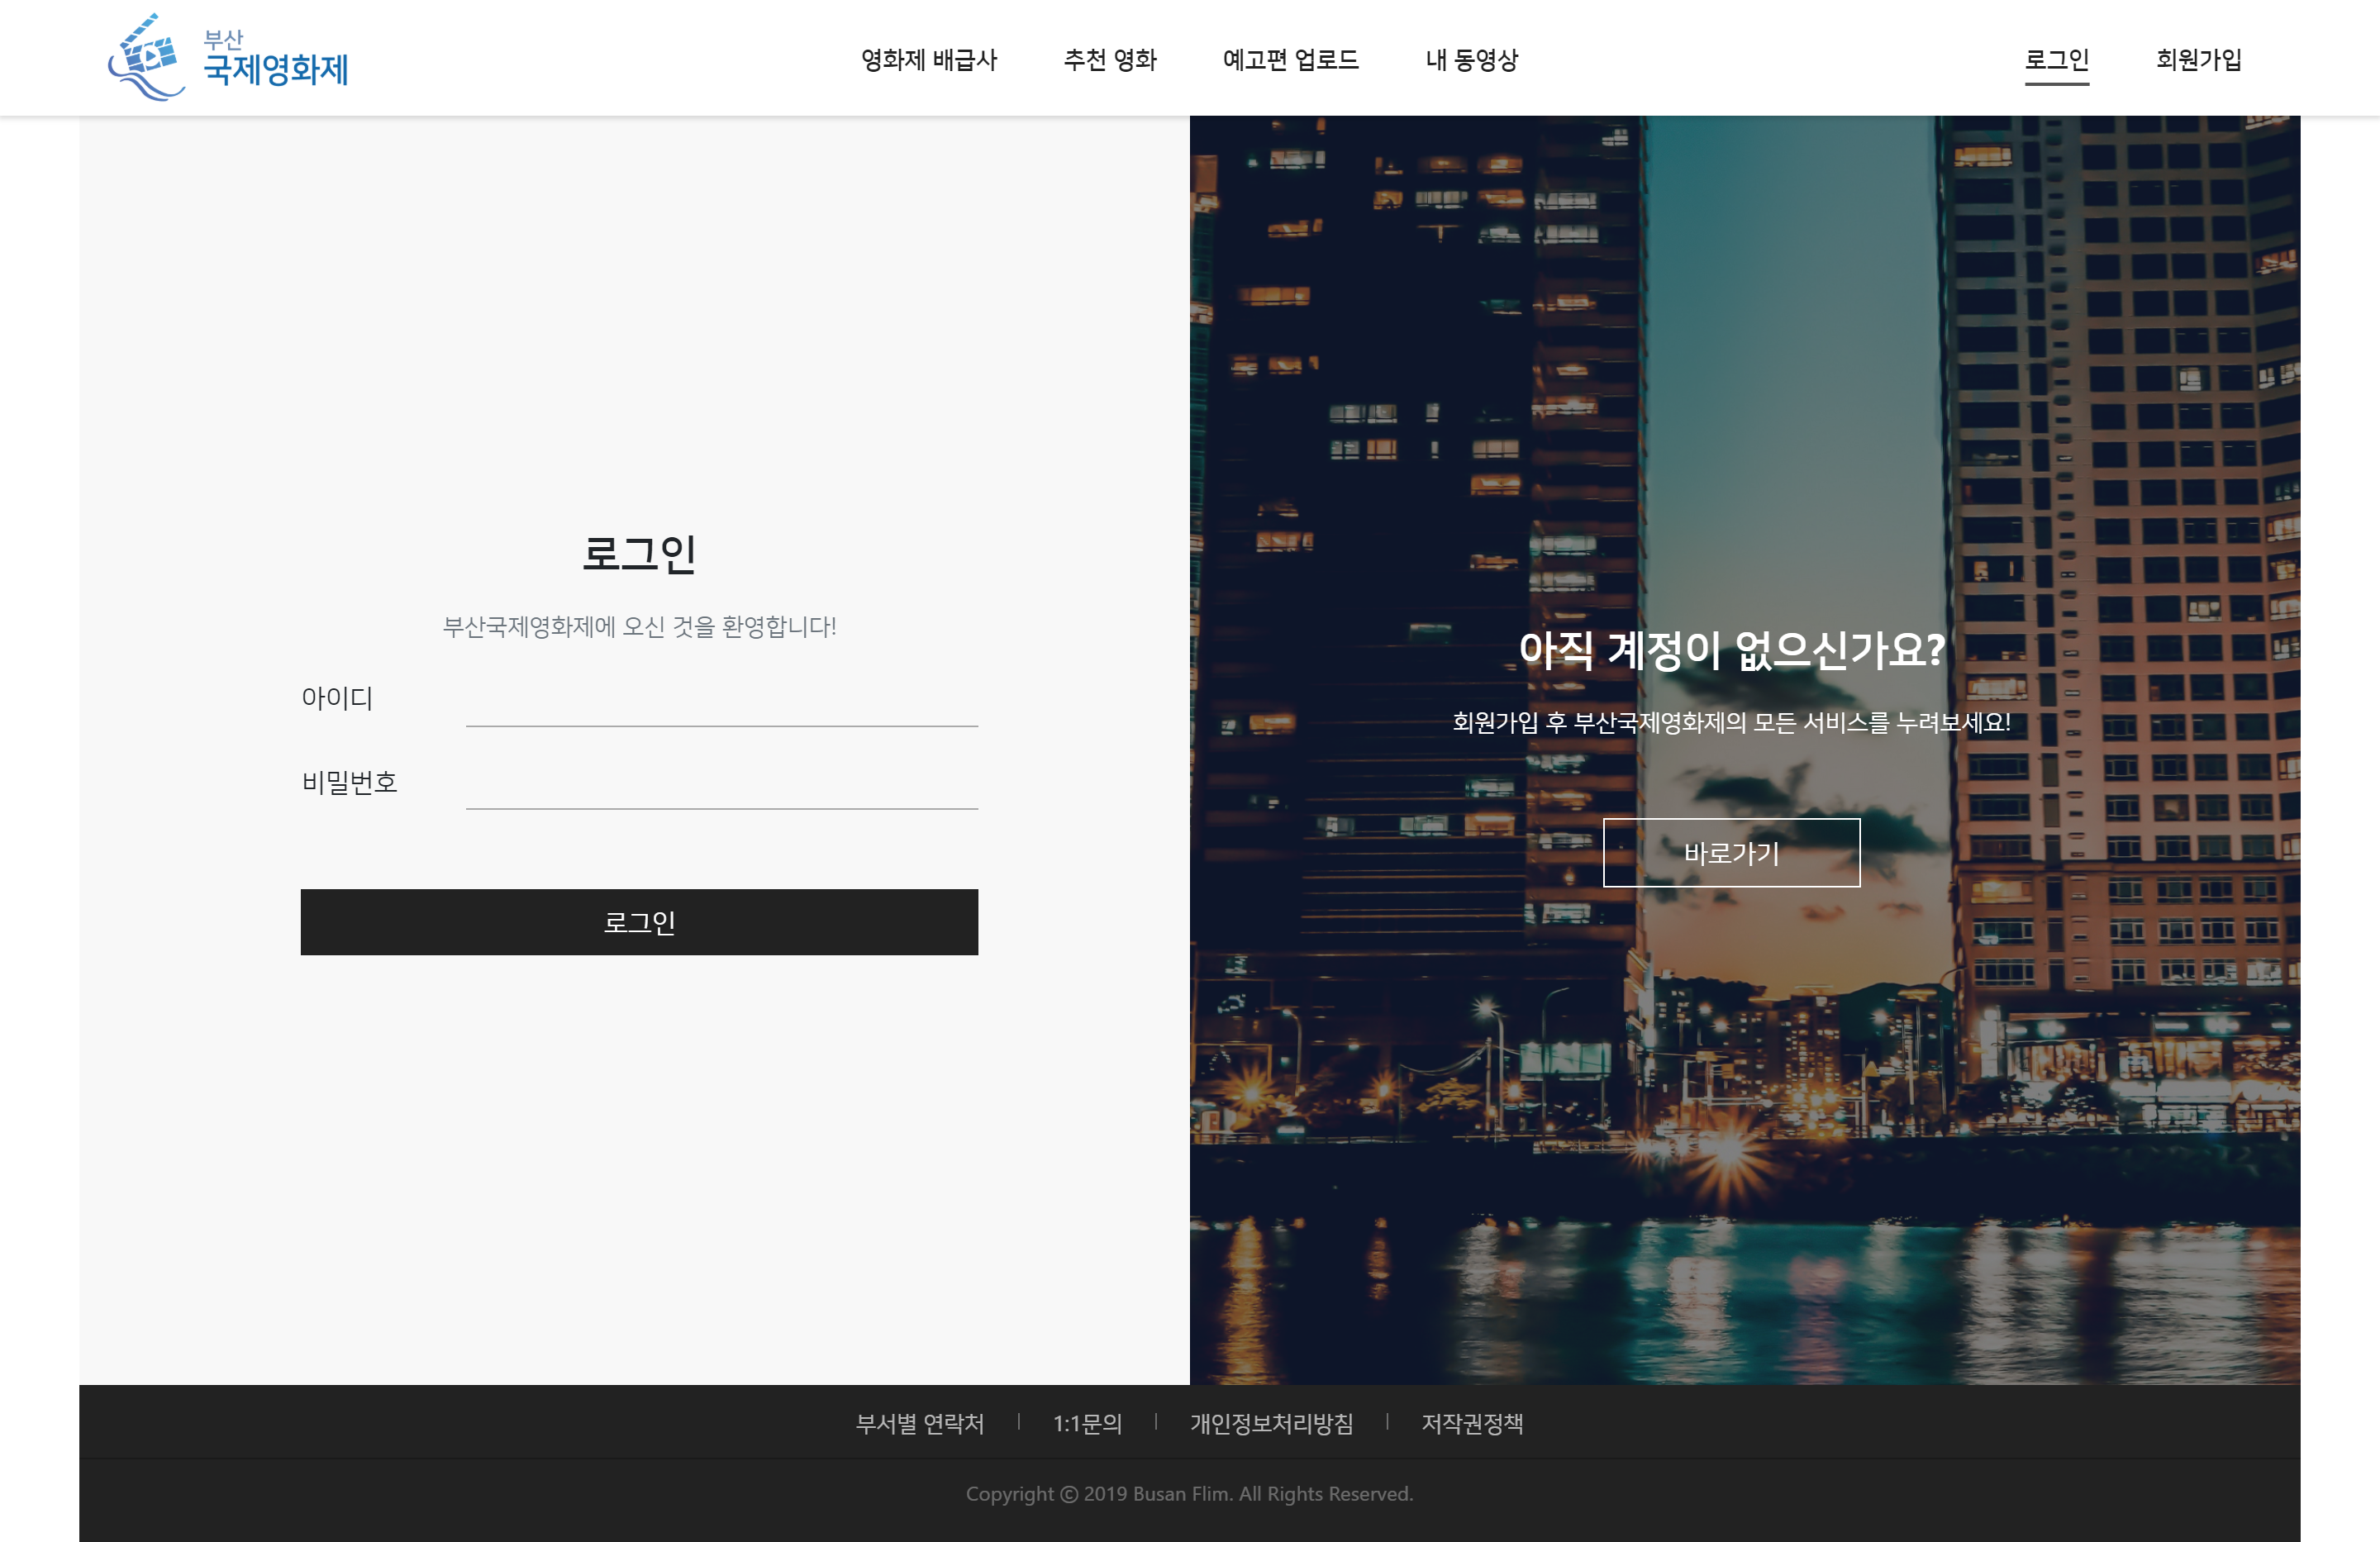 부산
국제영화제
영화제 배급사
추천 영화
예고편 업로드
내 동영상
로그인
회원가입
로그인
부산국제영화제에 오신 것을 환영합니다!
아이디
비밀번호
로그인
아직 계정이 없으신가요?
회원가입 후 부산국제영화제의 모든 서비스를 누려보세요!
바로가기
부서별 연락처 | 1:1문의 | 개인정보처리방침 | 저작권정책
Copyright ⓒ 2019 Busan Flim. All Rights Reserved.